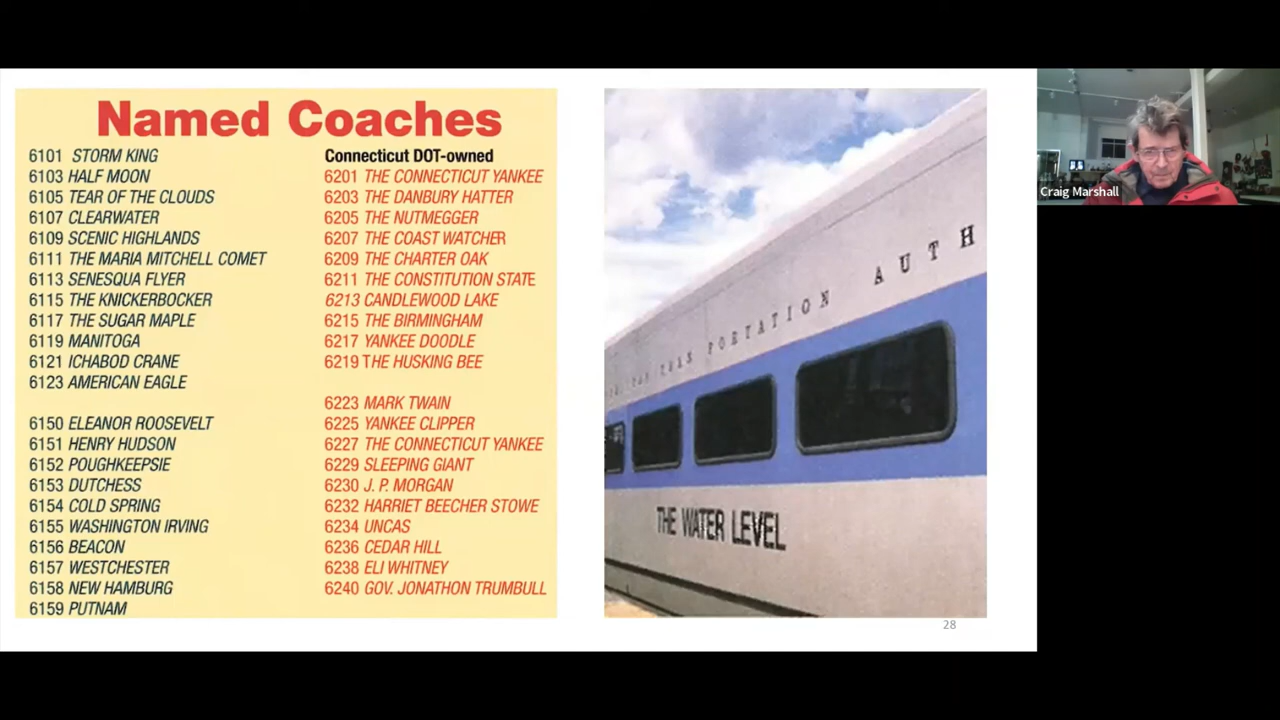 Named Coaches
6101 STORM KING
6103 HALF MOON
6105 TEAR OF THE CLOUDS
6107 CLEARWATER
6109 SCENIC HIGHLANDS
6111 THE MARIA MITCHELL COMET
6113 SENESQUA FLYER
6115 THE KNICKERBOCKER
6117 THE SUGAR MAPLE
6119 MANITOGA
6121 ICHABOD CRANE
6123 AMERICAN EAGLE
6150 ELEANOR ROOSEVELT
6151 HENRY HUDSON
6152 POUGHKEEPSIE
6153 DUTCHESS
6154 COLD SPRING
6155 WASHINGTON IRVING
6156 BEACON
6157 WESTCHESTER
6158 NEW HAMBURG
6159 PUTNAM
Connecticut DOT-owned
6201 THE CONNECTICUT YANKEE
6203 THE DANBURY HATTER
6205 THE NUTMEGGER
6207 THE COAST WATCHER
6209 THE CHARTER OAK
6211 THE CONSTITUTION STATE
6213 CANDLEWOOD LAKE
6215 THE BIRMINGHAM
6217 YANKEE DOODLE
6219 THE HUSKING BEE
6223 MARK TWAIN
6225 YANKEE CLIPPER
6227 THE CONNECTICUT YANKEE
6229 SLEEPING GIANT
6230 J. P. MORGAN
6232 HARRIET BEECHER STOWE
6234 UNCAS
6236 CEDAR HILL
6238 ELI WHITNEY
6240 GOV. JONATHON TRUMBULL
PORTATION AUTH
THE WATER LEVEL
28
Craig Marshall